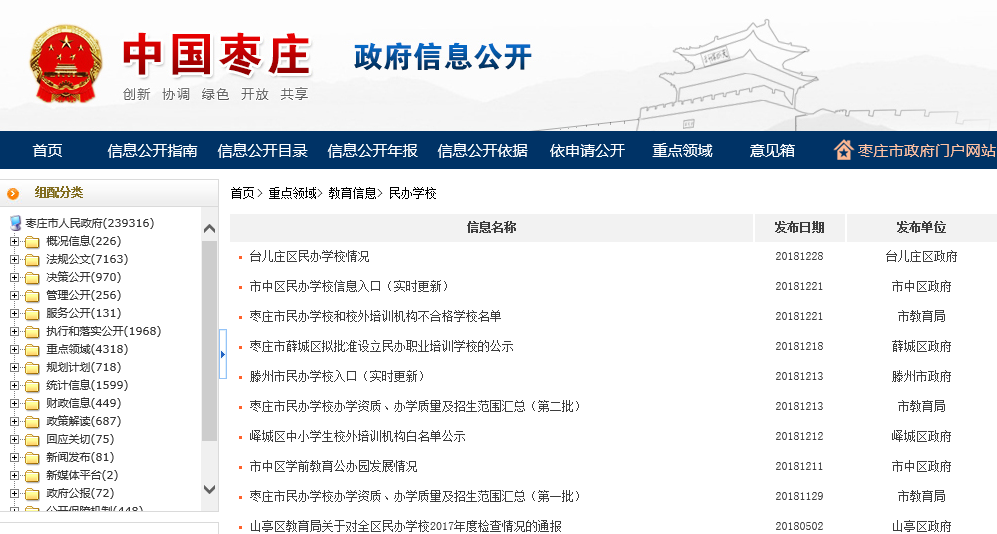 中国枣庄
创新 协调 绿色 开放 共享
政府信息公开
首页 信息公开指南 信息公开目录 信息公开年报 信息公开依据 依申请公开 重点领域 意见箱 枣庄市政府门户网站
组配分类
枣庄市人民政府(239316)
概况信息(226)
法规公文(7163)
决策公开(970)
管理公开(256)
服务公开(131)
执行和落实公开(1968)
重点领域(4318)
规划计划(718)
统计信息(1599)
财政信息(449)
政策解读(687)
回应关切(75)
新闻发布(81)
新媒体平台(2)
政府公报(72)
公开保障机制(448)
首页> 重点领域> 教育信息> 民办学校
信息名称 发布日期 发布单位
台儿庄区民办学校情况 20181228 台儿庄区政府
市中区民办学校信息入口（实时更新） 20181221 市中区政府
枣庄市民办学校和校外培训机构不合格学校名单 20181221 市教育局
枣庄市薛城区拟批准设立民办职业培训学校的公示 20181218 薛城区政府
滕州市民办学校入口（实时更新） 20181213 滕州市政府
枣庄市民办学校办学资质、办学质量及招生范围汇总（第二批） 20181213 市教育局
峄城区中小学生校外培训机构白名单公示 20181212 峄城区政府
市中区学前教育公办园发展情况 20181211 市中区政府
枣庄市民办学校办学资质、办学质量及招生范围汇总（第一批） 20181129 市教育局
山亭区教育局关于对全区民办学校2017年度检查情况的通报 20180502 山亭区政府